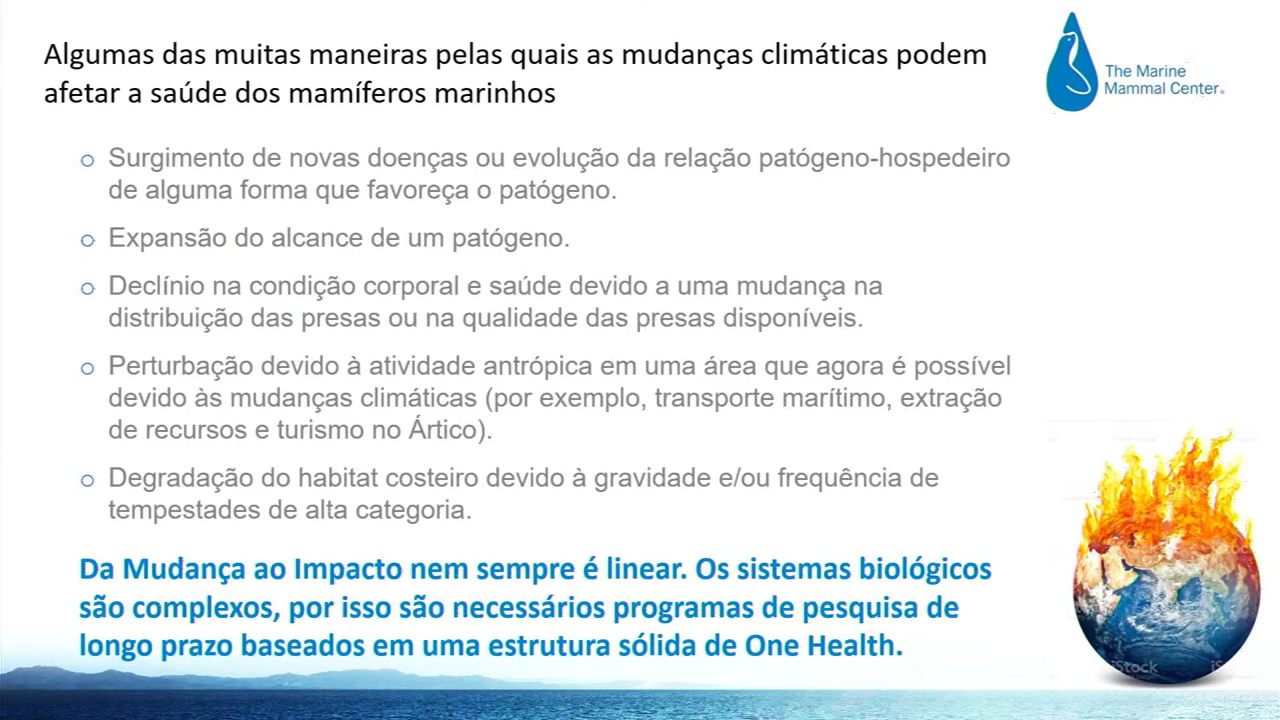 Algumas das muitas maneiras pelas quais as mudanças climáticas podem
afetar a saúde dos mamíferos marinhos
The Marine
Mammal Center®
Surgimento de novas doenças ou evolução da relação patógeno-hospedeiro
de alguma forma que favoreça o patógeno.
Expansão do alcance de um patógeno.
Declínio na condição corporal e saúde devido a uma mudança na
distribuição das presas ou na qualidade das presas disponíveis.
Perturbação devido à atividade antrópica em uma área que agora é possível
devido às mudanças climáticas (por exemplo, transporte marítimo, extração
de recursos e turismo no Ártico).
Degradação do habitat costeiro devido à gravidade e/ou frequência de
tempestades de alta categoria.
Da Mudança ao Impacto nem sempre é linear. Os sistemas biológicos
são complexos, por isso são necessários programas de pesquisa de
longo prazo baseados em uma estrutura sólida de One Health.
iStock